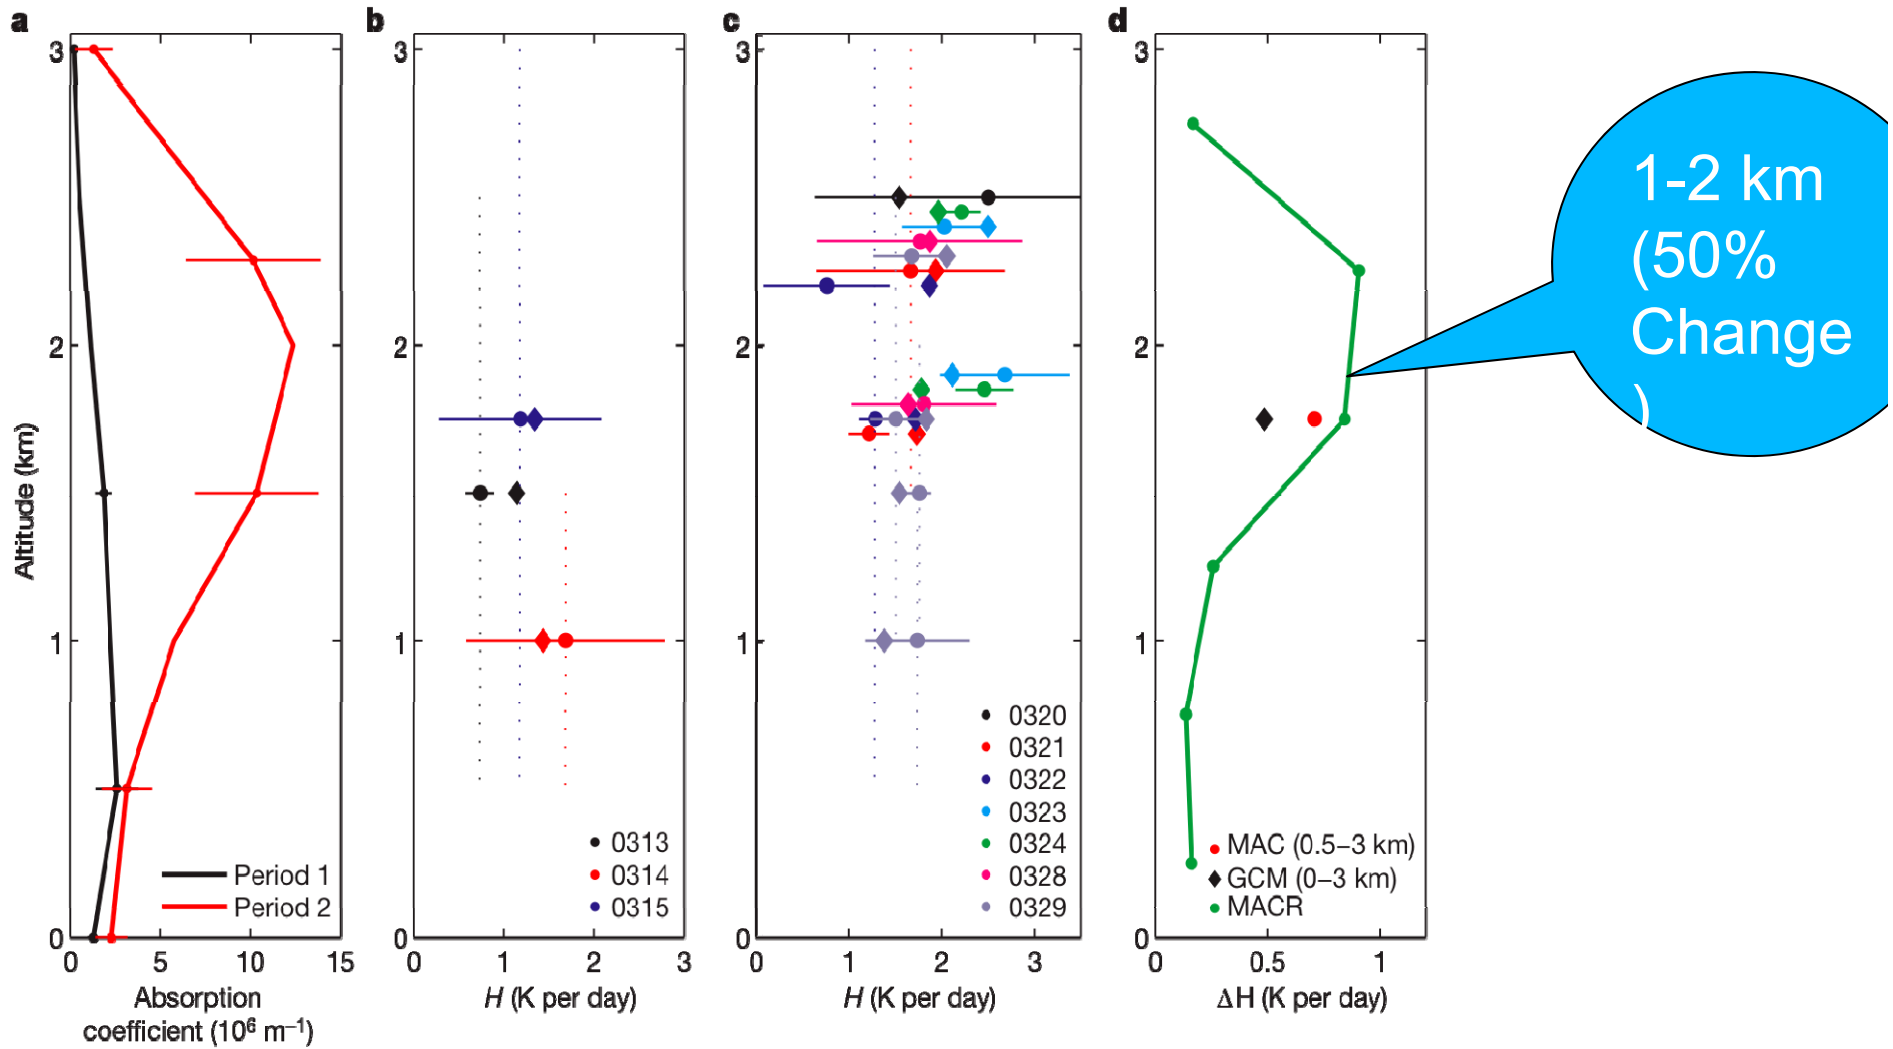 a
3
2
1
0
Altitude (km)
Period 1
Period 2
0 5 10 15
Absorption
coefficient (10⁶ m⁻¹)
b
3
2
1
0
0313
0314
0315
0 1 2 3
H (K per day)
c
3
2
1
0
0320
0321
0322
0323
0324
0328
0329
0 1 2 3
H (K per day)
d
3
2
1
0
MAC (0.5–3 km)
GCM (0–3 km)
MACR
0 0.5 1
ΔH (K per day)
1-2 km
(50%
Change
)